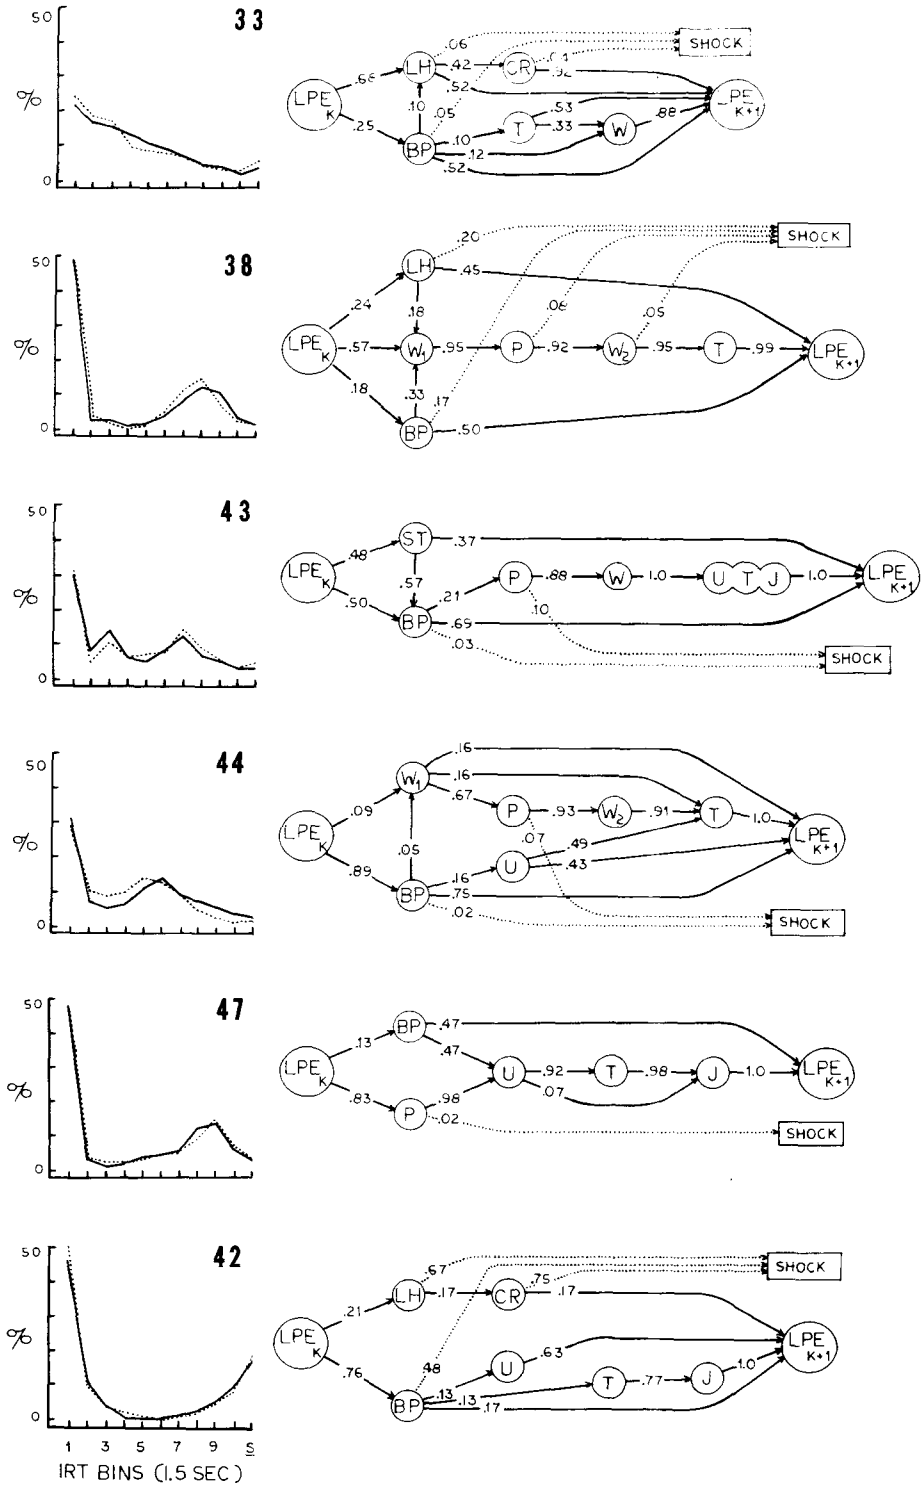 33
50
%
0
LPE K
.66
.25
LH
.06
.42
CR
.04
.92
.52
.10
.05
BP
.10
T
.53
.33
W
.88
.12
.52
SHOCK
LPE K+1
38
50
%
0
LPE K
.24
.57
.18
LH
.20
.45
.18
W1
.95
P
.08
.92
W2
.05
.95
T
.99
.33
.17
BP
.50
SHOCK
LPE K+1
43
50
%
0
LPE K
.48
.50
ST
.37
.57
BP
.21
P
.88
W
1.0
U T J
1.0
.10
.69
.03
SHOCK
LPE K+1
44
50
%
0
LPE K
.09
.89
W1
.16
.16
.67
P
.93
W2
.91
T
1.0
.07
.05
BP
.16
U
.49
.43
.75
.02
SHOCK
LPE K+1
47
50
%
0
LPE K
.13
.83
BP
.47
.47
U
.92
T
.98
J
1.0
.07
P
.98
.02
SHOCK
LPE K+1
42
50
%
0
LPE K
.21
.76
LH
.67
.17
CR
.75
.17
.48
BP
.13
U
.63
.13
T
.77
J
1.0
.17
SHOCK
LPE K+1
1 3 5 7 9 S
IRT BINS (1.5 SEC)